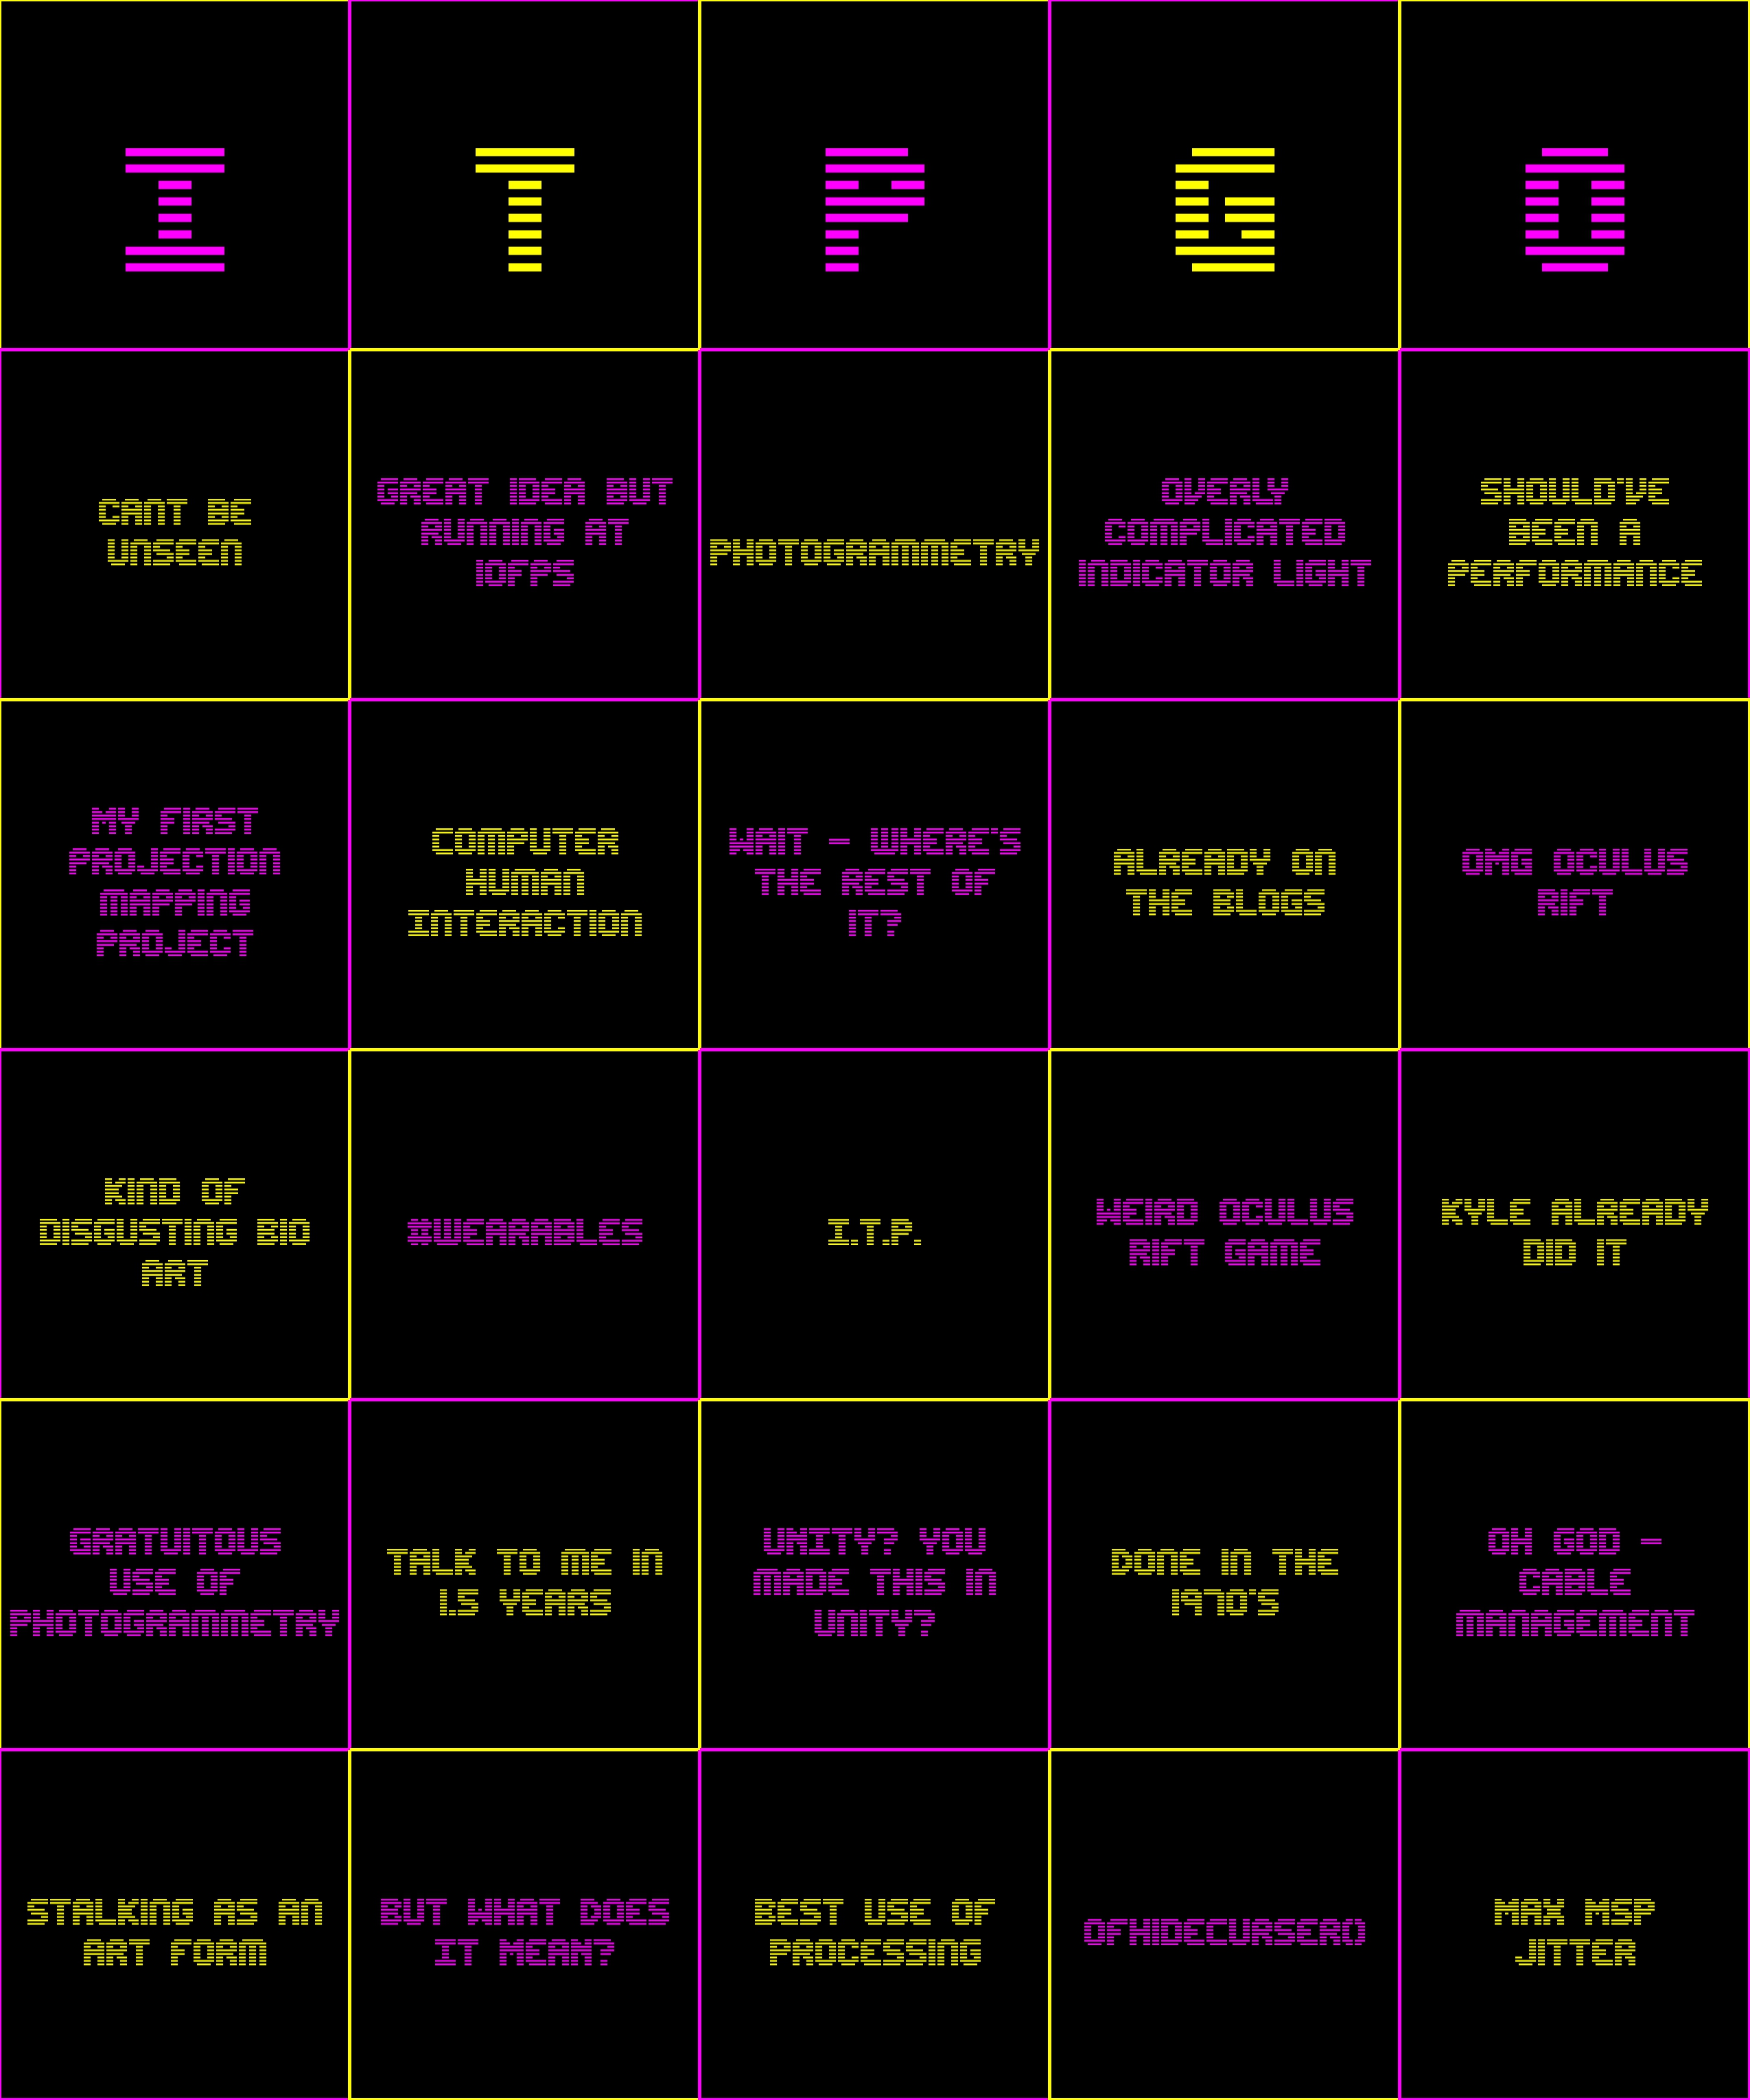 I
T
P
G
O
CANT BE
UNSEEN
GREAT IDEA BUT
RUNNING AT
10FPS
PHOTOGRAMMETRY
OVERLY
COMPLICATED
INDICATOR LIGHT
SHOULD'VE
BEEN A
PERFORMANCE
MY FIRST
PROJECTION
MAPPING
PROJECT
COMPUTER
HUMAN
INTERACTION
WAIT - WHERE'S
THE REST OF
IT?
ALREADY ON
THE BLOGS
OMG OCULUS
RIFT
KIND OF
DISGUSTING BIO
ART
#WEARABLES
I.T.P.
WEIRD OCULUS
RIFT GAME
KYLE ALREADY
DID IT
GRATUITOUS
USE OF
PHOTOGRAMMETRY
TALK TO ME IN
15 YEARS
UNITY? YOU
MADE THIS IN
UNITY?
DONE IN THE
1970'S
OH GOD -
CABLE
MANAGEMENT
STALKING AS AN
ART FORM
BUT WHAT DOES
IT MEAN?
BEST USE OF
PROCESSING
OFHIDECURSER()
MAX MSP
JITTER